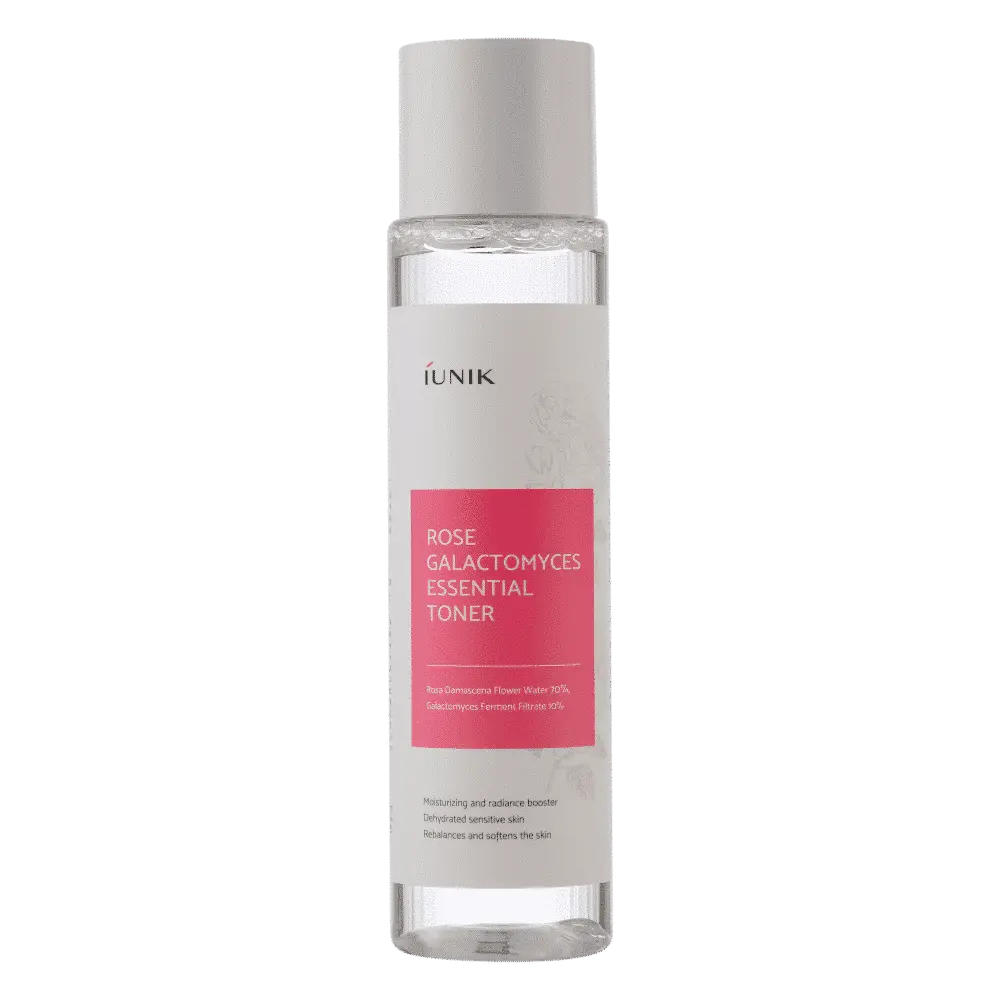 íUNIK
ROSE
GALACTOMYCES
ESSENTIAL
TONER
Rosa Damascena Flower Water 70%,
Galactomyces Ferment Filtrate 10%
Moisturizing and radiance booster
Dehydrated sensitive skin
Rebalances and softens the skin